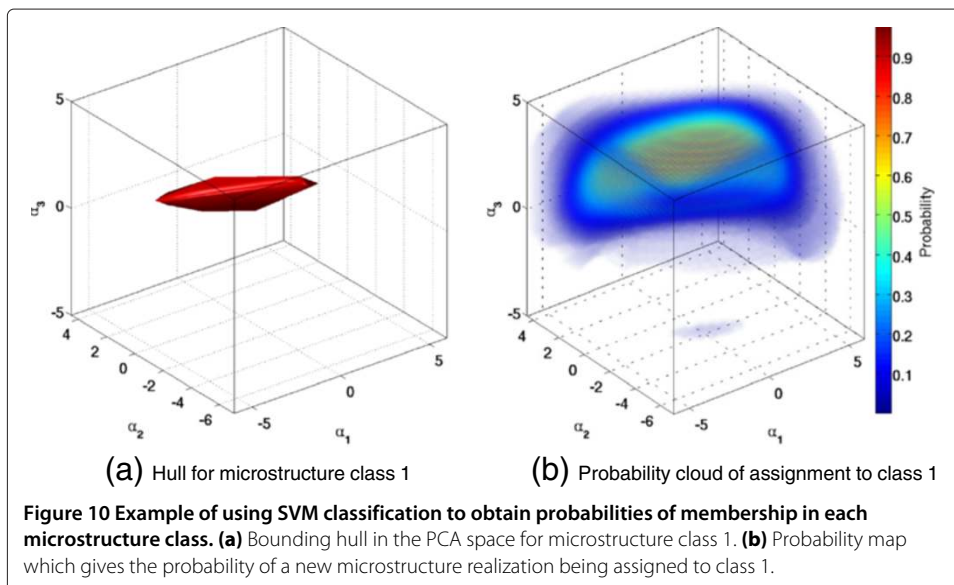 5
0
-5
α3
4
2
0
-2
-4
-6
α2
-5
0
5
α1
5
0
-5
α3
4
2
0
-2
-4
-6
α2
-5
0
5
α1
0.9
0.8
0.7
0.6
0.5
0.4
0.3
0.2
0.1
Probability
(a) Hull for microstructure class 1
(b) Probability cloud of assignment to class 1
Figure 10 Example of using SVM classification to obtain probabilities of membership in each
microstructure class. (a) Bounding hull in the PCA space for microstructure class 1. (b) Probability map
which gives the probability of a new microstructure realization being assigned to class 1.